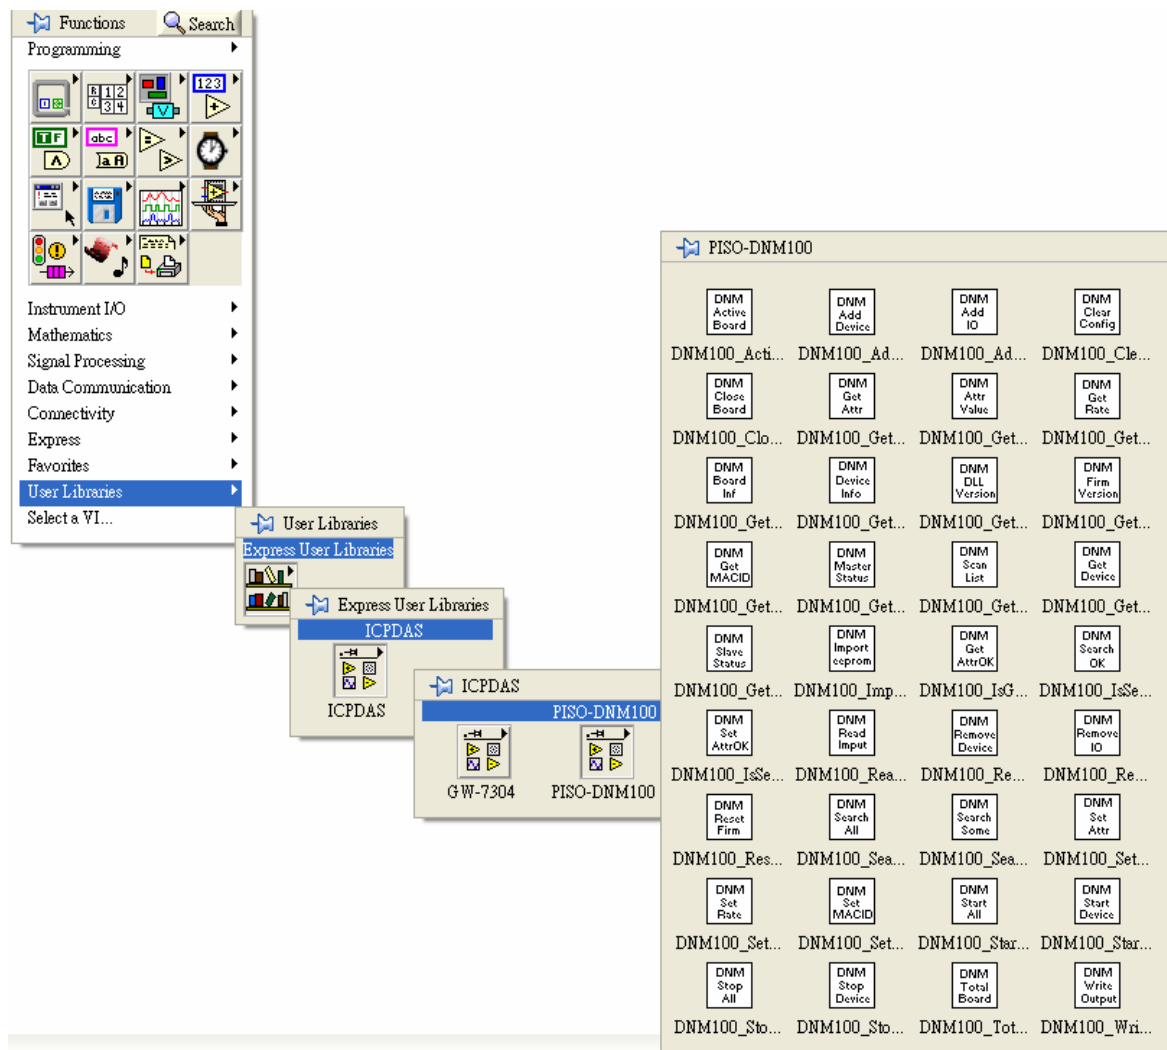 Functions Search
Programming
123
TF abc
a A
Instrument I/O
Mathematics
Signal Processing
Data Communication
Connectivity
Express
Favorites
User Libraries
Select a VI...
User Libraries
Express User Libraries
Express User Libraries
ICPDAS
ICPDAS
ICPDAS
PISO-DNM100
GW-7304 PISO-DNM100
PISO-DNM100
DNM Active Board DNM Add Device DNM Add IO DNM Clear Config
DNM100_Acti... DNM100_Ad... DNM100_Ad... DNM100_Cle...
DNM Close Board DNM Get Attr DNM Attr Value DNM Get Rate
DNM100_Clo... DNM100_Get... DNM100_Get... DNM100_Get...
DNM Board Inf DNM Device Info DNM DLL Version DNM Firm Version
DNM100_Get... DNM100_Get... DNM100_Get... DNM100_Get...
DNM Get MACID DNM Master Status DNM Scan List DNM Get Device
DNM100_Get... DNM100_Get... DNM100_Get... DNM100_Get...
DNM Slave Status DNM Import eeprom DNM Get AttrOK DNM Search OK
DNM100_Get... DNM100_Imp... DNM100_IsG... DNM100_IsSe...
DNM Set AttrOK DNM Read Imput DNM Remove Device DNM Remove IO
DNM100_IsSe... DNM100_Rea... DNM100_Re... DNM100_Re...
DNM Reset Firm DNM Search All DNM Search Some DNM Set Attr
DNM100_Res... DNM100_Sea... DNM100_Sea... DNM100_Set...
DNM Set Rate DNM Set MACID DNM Start All DNM Start Device
DNM100_Set... DNM100_Set... DNM100_Star... DNM100_Star...
DNM Stop All DNM Stop Device DNM Total Board DNM Write Output
DNM100_Sto... DNM100_Sto... DNM100_Tot... DNM100_Wri...